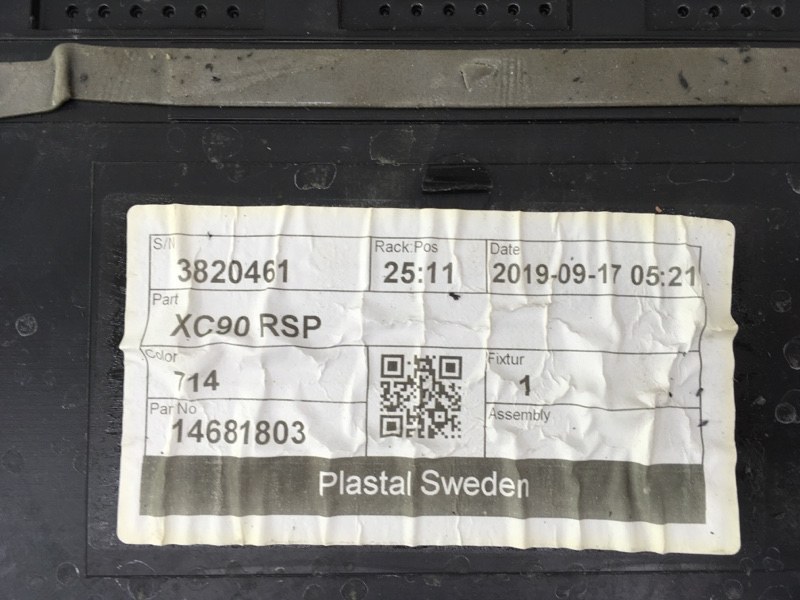 S/N Rack:Pos Date
3820461 25:11 2019-09-17 05:21
Part
XC90 RSP
Color Fixtur
714 1
Par No Assembly
14681803
Plastal Sweden